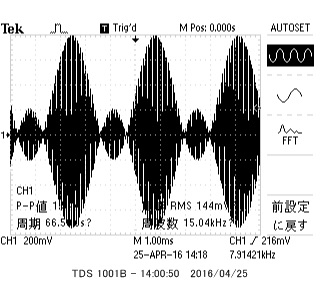 Tek T Trig'd M Pos: 0.000s AUTOSET
1
FFT
CH1
P-P値 1. RMS 144m
周期 66.5 s? 周波数 15.04kHz?
前設定
に戻す
CH1 200mV M 1.00ms CH1 / 216mV
25-APR-16 14:18 7.91421kHz
TDS 1001B - 14:00:50 2016/04/25